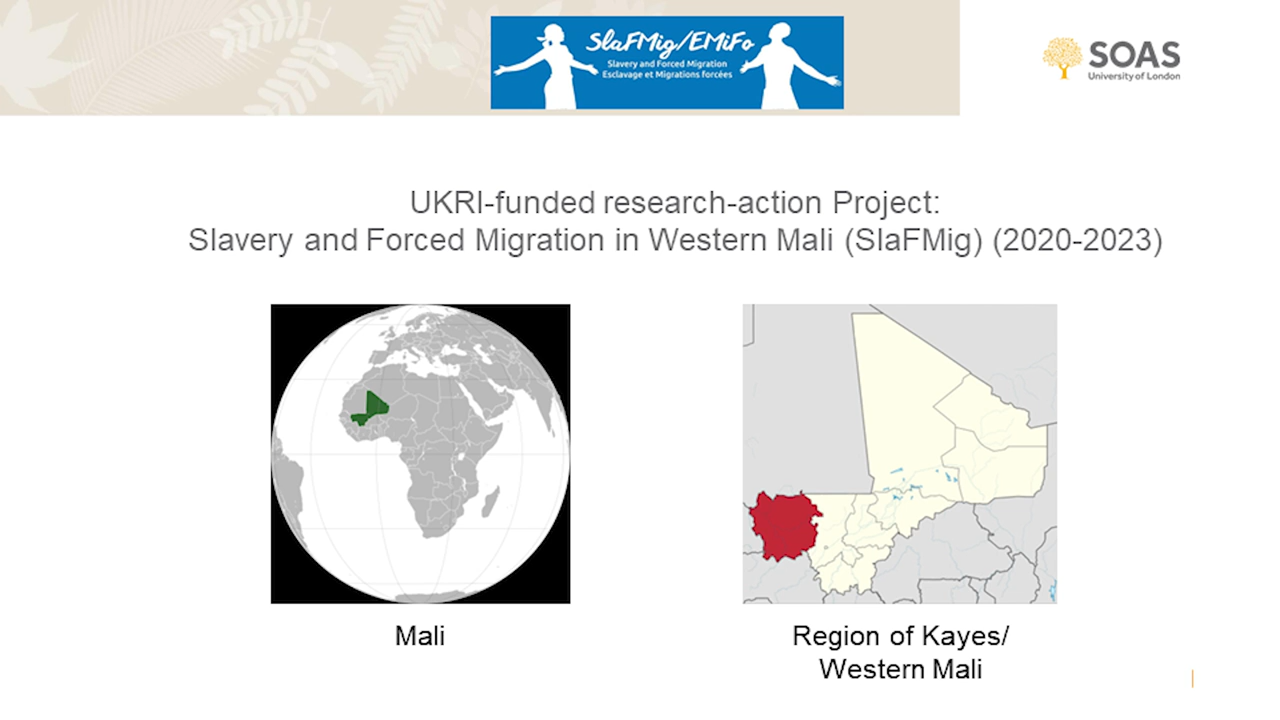 SlaFMig/EMiFo
Slavery and Forced Migration
Esclavage et Migrations forcées
SOAS
University of London
UKRI-funded research-action Project:
Slavery and Forced Migration in Western Mali (SlaFMig) (2020-2023)
Mali
Region of Kayes/
Western Mali